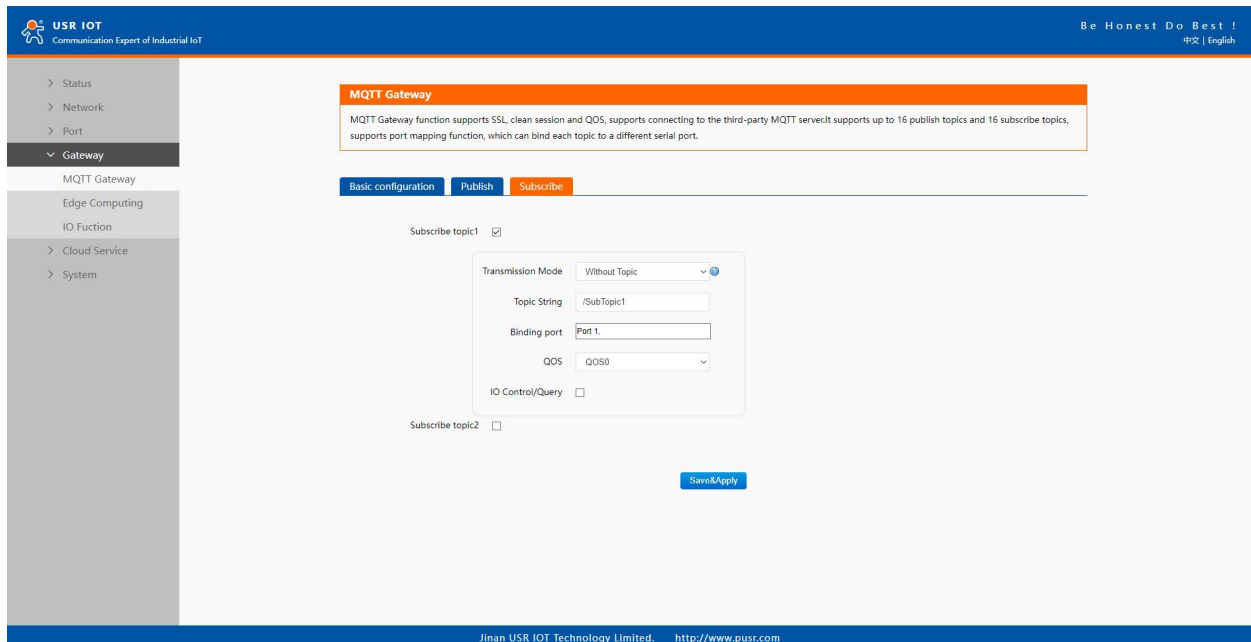 USR IOT
Communication Expert of Industrial IoT
Be Honest Do Best !
中文 | English
Status
Network
Port
Gateway
MQTT Gateway
Edge Computing
IO Fuction
Cloud Service
System
MQTT Gateway
MQTT Gateway function supports SSL, clean session and QOS, supports connecting to the third-party MQTT server.It supports up to 16 publish topics and 16 subscribe topics,
supports port mapping function, which can bind each topic to a different serial port.
Basic configuration Publish Subscribe
Subscribe topic1
Transmission Mode Without Topic
Topic String /SubTopic1
Binding port Port 1,
QOS QOS0
IO Control/Query
Subscribe topic2
Save&Apply
Jinan USR IOT Technology Limited. http://www.pusr.com